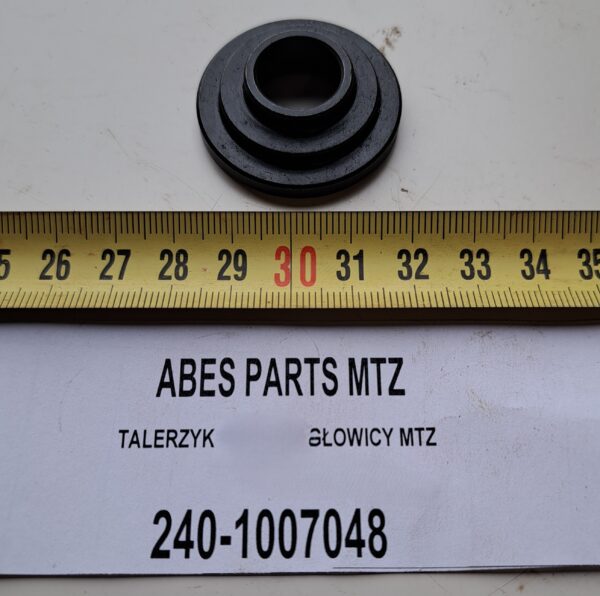 5 26 27 28 29 30 31 32 33 34 35
ABES PARTS MTZ
TALERZYK GŁOWICY MTZ
240-1007048